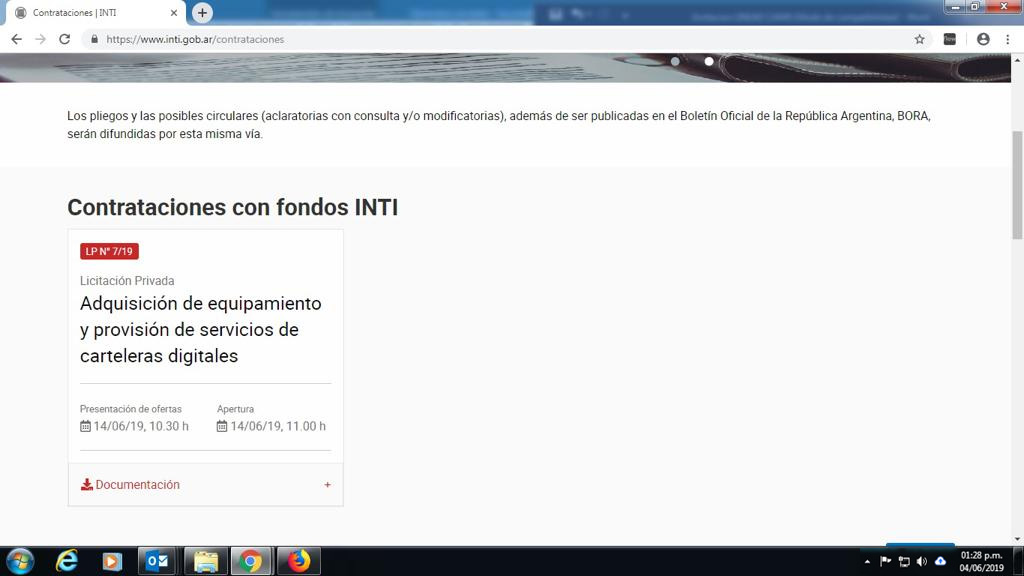 Contrataciones | INTI
https://www.inti.gob.ar/contrataciones
Los pliegos y las posibles circulares (aclaratorias con consulta y/o modificatorias), además de ser publicadas en el Boletín Oficial de la República Argentina, BORA,
serán difundidas por esta misma vía.
Contrataciones con fondos INTI
LP N° 7/19
Licitación Privada
Adquisición de equipamiento
y provisión de servicios de
carteleras digitales
Presentación de ofertas Apertura
14/06/19, 10.30 h 14/06/19, 11.00 h
Documentación +
01:28 p.m.
04/06/2019